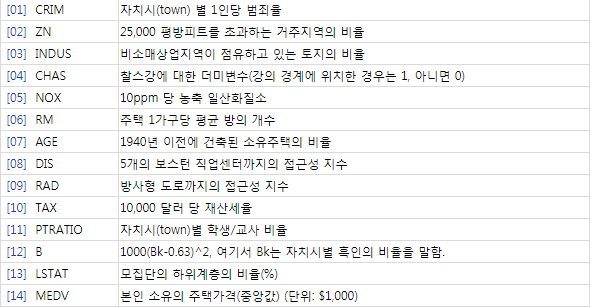 [01] CRIM 자치시(town) 별 1인당 범죄율
[02] ZN 25,000 평방피트를 초과하는 거주지역의 비율
[03] INDUS 비소매상업지역이 점유하고 있는 토지의 비율
[04] CHAS 찰스강에 대한 더미변수(강의 경계에 위치한 경우는 1, 아니면 0)
[05] NOX 10ppm 당 농축 일산화질소
[06] RM 주택 1가구당 평균 방의 개수
[07] AGE 1940년 이전에 건축된 소유주택의 비율
[08] DIS 5개의 보스턴 직업센터까지의 접근성 지수
[09] RAD 방사형 도로까지의 접근성 지수
[10] TAX 10,000 달러 당 재산세율
[11] PTRATIO 자치시(town)별 학생/교사 비율
[12] B 1000(Bk-0.63)^2, 여기서 Bk는 자치시별 흑인의 비율을 말함.
[13] LSTAT 모집단의 하위계층의 비율(%)
[14] MEDV 본인 소유의 주택가격(중앙값) (단위: $1,000)